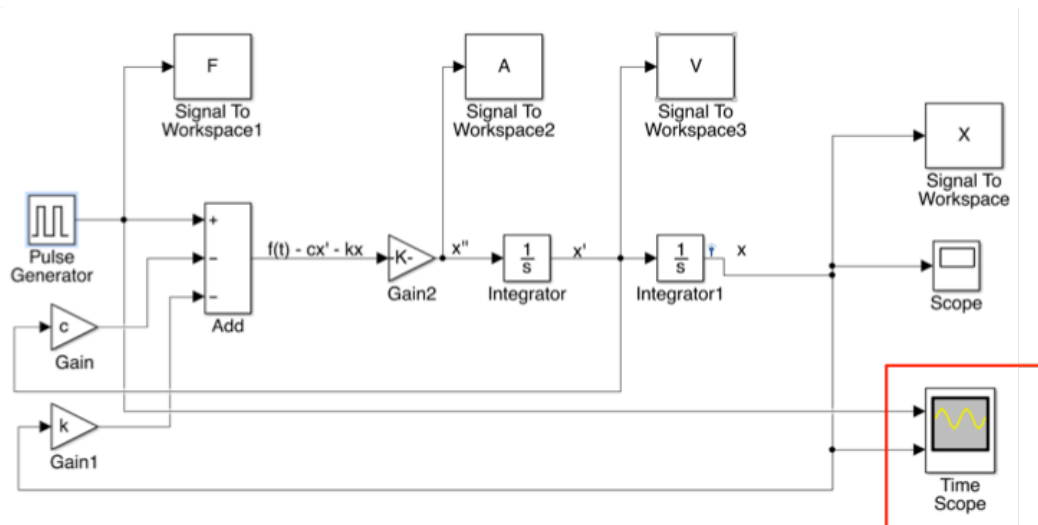 F
Signal To
Workspace1
A
Signal To
Workspace2
V
Signal To
Workspace3
X
Signal To
Workspace
Pulse
Generator
+
−
−
Add
f(t) - cx' - kx
-K-
Gain2
x''
1
s
Integrator
x'
1
s
Integrator1
x
Scope
c
Gain
k
Gain1
Time
Scope